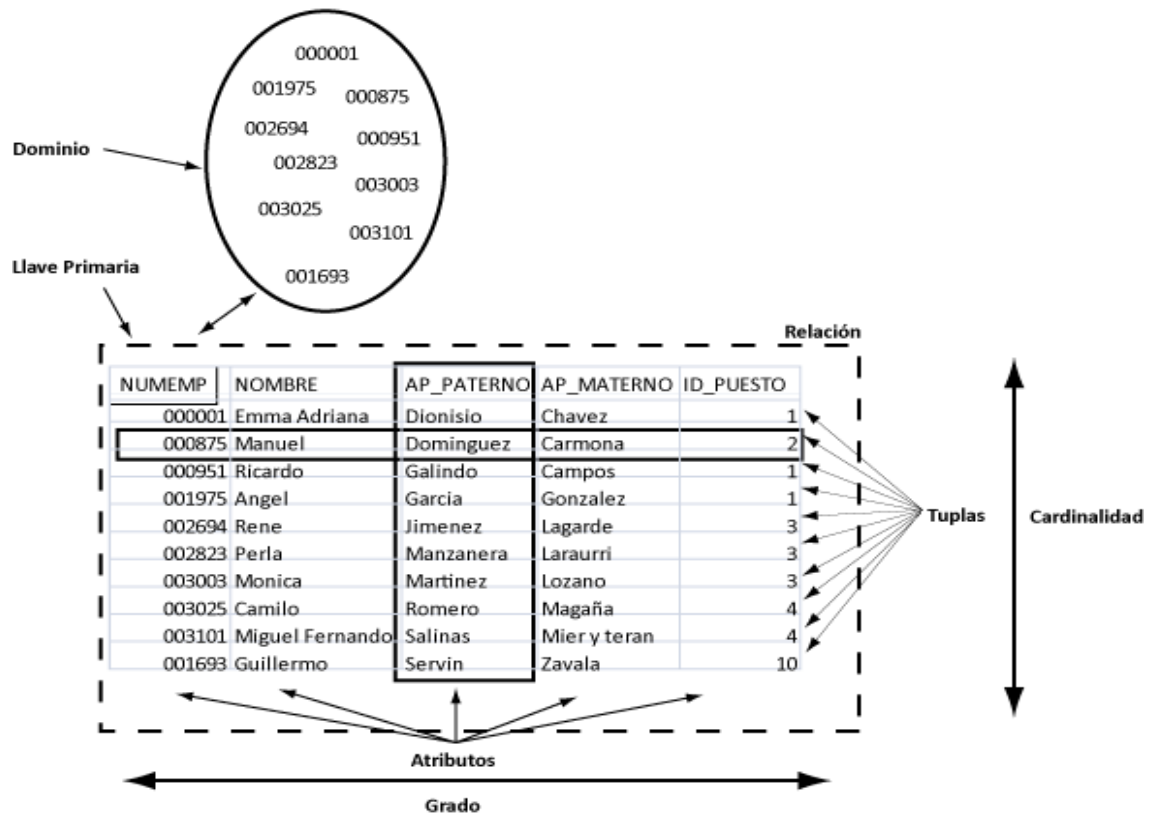 000001
001975 000875
002694 000951
Dominio
002823
003003
003025
003101
Llave Primaria
001693
Relación
NUMEMP NOMBRE AP_PATERNO AP_MATERNO ID_PUESTO
000001 Emma Adriana Dionisio Chavez 1
000875 Manuel Dominguez Carmona 2
000951 Ricardo Galindo Campos 1
001975 Angel Garcia Gonzalez 1
002694 Rene Jimenez Lagarde 3
002823 Perla Manzanera Laraurri 3
003003 Monica Martinez Lozano 3
003025 Camilo Romero Magaña 4
003101 Miguel Fernando Salinas Mier y teran 4
001693 Guillermo Servin Zavala 10
Tuplas
Cardinalidad
Atributos
Grado